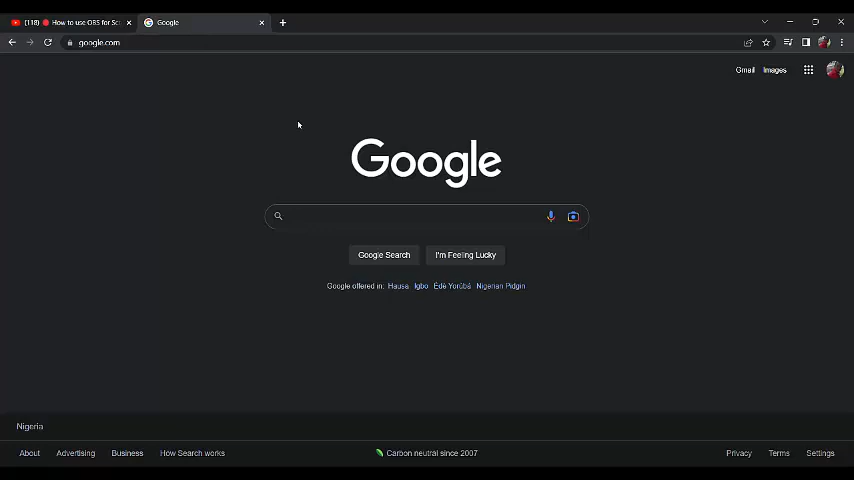 (118) 🔴 How to use OBS for Scr
Google
google.com
Gmail Images
Google
Google Search I'm Feeling Lucky
Google offered in: Hausa Igbo Èdè Yorùbá Nigerian Pidgin
Nigeria
About Advertising Business How Search works Carbon neutral since 2007 Privacy Terms Settings